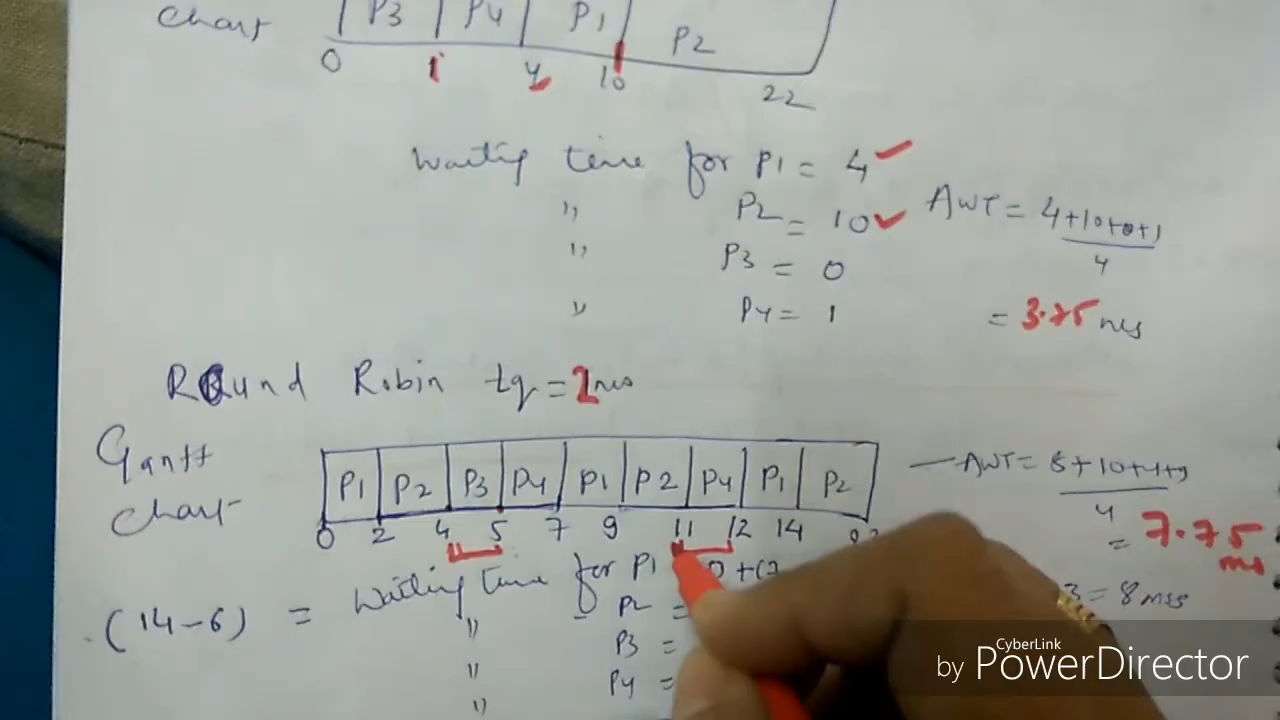 chart P3 P4 P1 P2
0 1 4 10 22
Waiting time for P1 = 4
" P2 = 10
" P3 = 0
" P4 = 1
AWT = 4+10+0+1
4
= 3.75 ms
Round Robin tq = 2 ms
Gantt
chart
P1 P2 P3 P4 P1 P2 P4 P1 P2
0 2 4 5 7 9 11 12 14
AWT = 8+10+4+9
4
= 7.75
ms
(14-6) = Waiting time for P1 0 +(7
" P2 =
" P3 =
" P4 =
"
3 = 8 ms
CyberLink
by PowerDirector